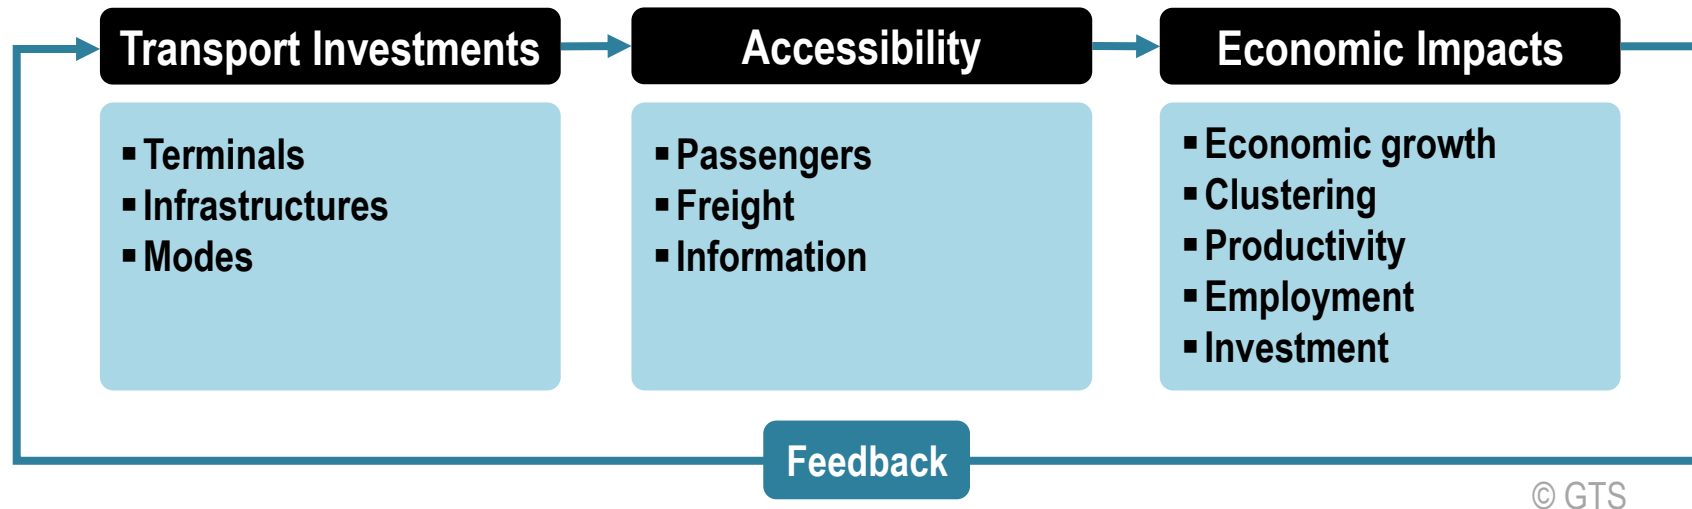 Transport Investments
Accessibility
Economic Impacts
▪ Terminals
▪ Infrastructures
▪ Modes
▪ Passengers
▪ Freight
▪ Information
▪ Economic growth
▪ Clustering
▪ Productivity
▪ Employment
▪ Investment
Feedback
© GTS